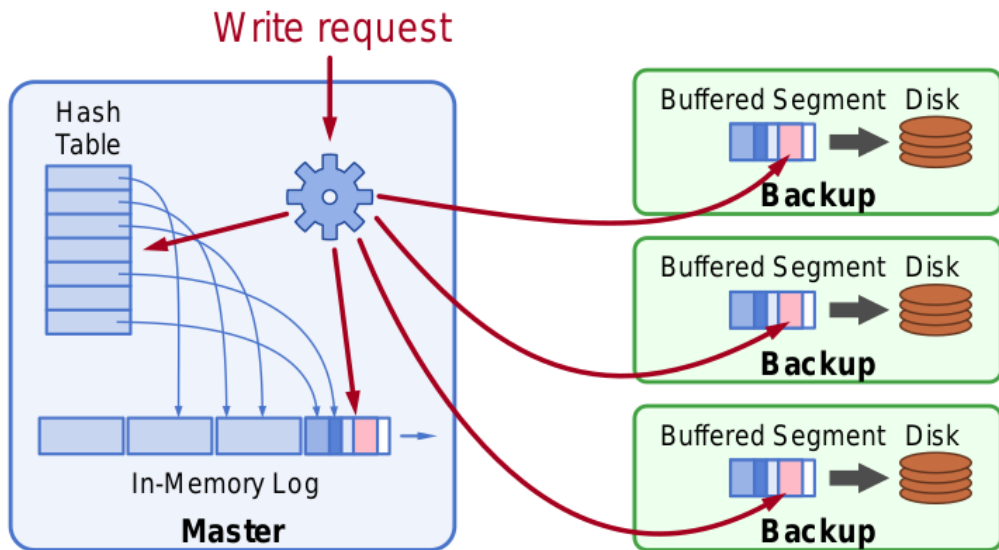 Write request
Hash
Table
In-Memory Log
Master
Buffered Segment Disk
Backup
Buffered Segment Disk
Backup
Buffered Segment Disk
Backup